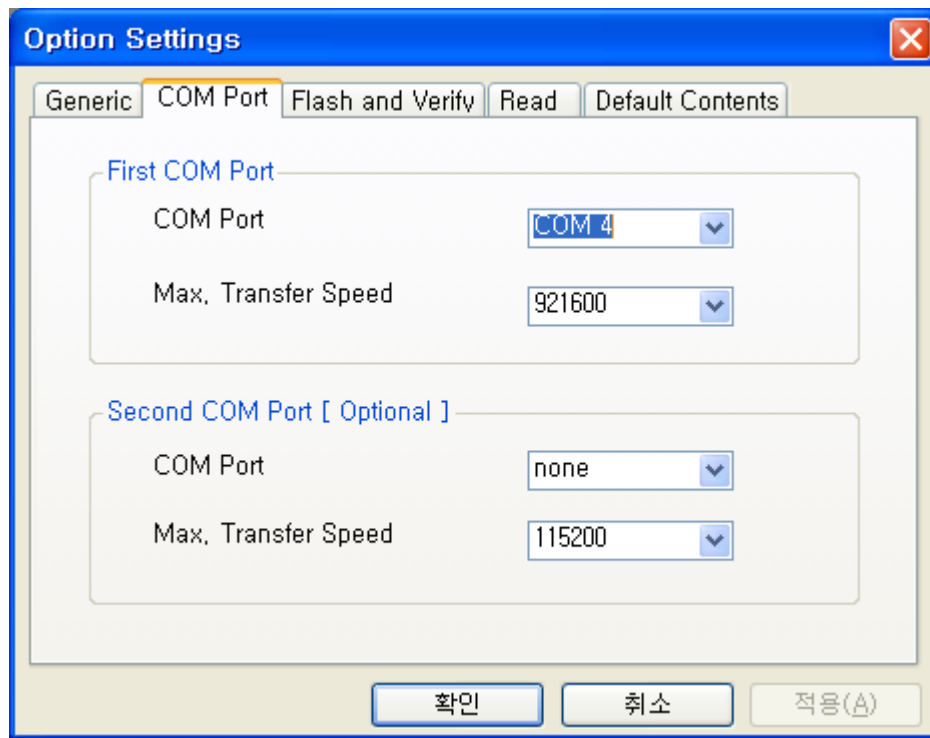 Option Settings
Generic COM Port Flash and Verify Read Default Contents
First COM Port
COM Port COM 4
Max, Transfer Speed 921600
Second COM Port [ Optional ]
COM Port none
Max, Transfer Speed 115200
확인 취소 적용(A)